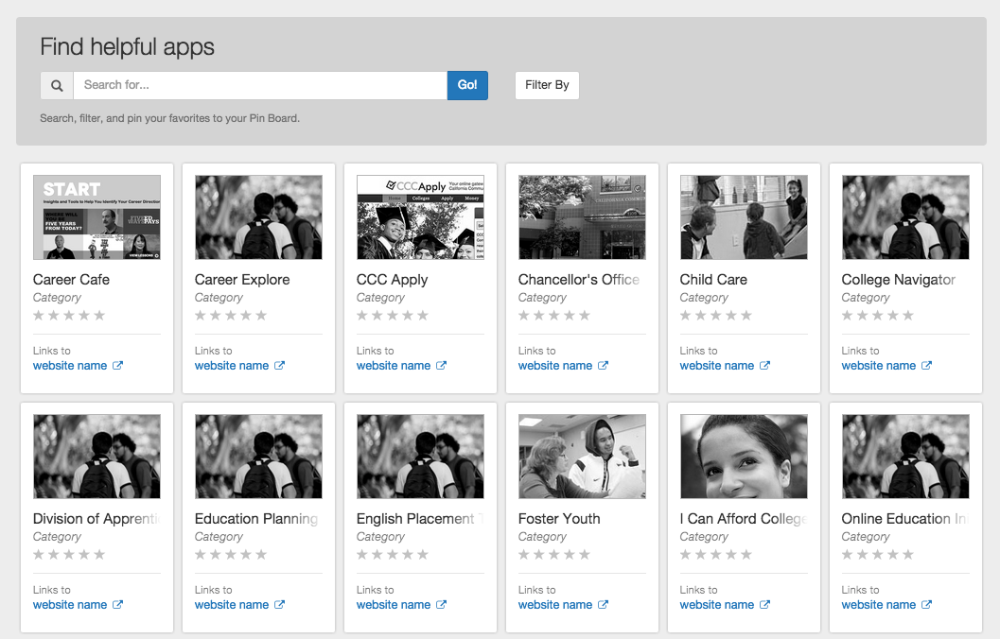 Find helpful apps
Search for...
Go!
Filter By
Search, filter, and pin your favorites to your Pin Board.
START
Insights and Tools to Help You Identify Your Career Direction
WHERE WILL
FIVE YEARS
FROM TODAY?
VIEW LESSONS
CCCApply
Your online gatew
California Commu
Home Colleges Apply Money
CALIFORNIA COMMUN
Career Cafe
Career Explore
CCC Apply
Chancellor's Office
Child Care
College Navigator
Category
Category
Category
Category
Category
Category
Links to
Links to
Links to
Links to
Links to
Links to
website name
website name
website name
website name
website name
website name
Division of Apprenti
Education Planning
English Placement T
Foster Youth
I Can Afford College
Online Education Ini
Category
Category
Category
Category
Category
Category
Links to
Links to
Links to
Links to
Links to
Links to
website name
website name
website name
website name
website name
website name